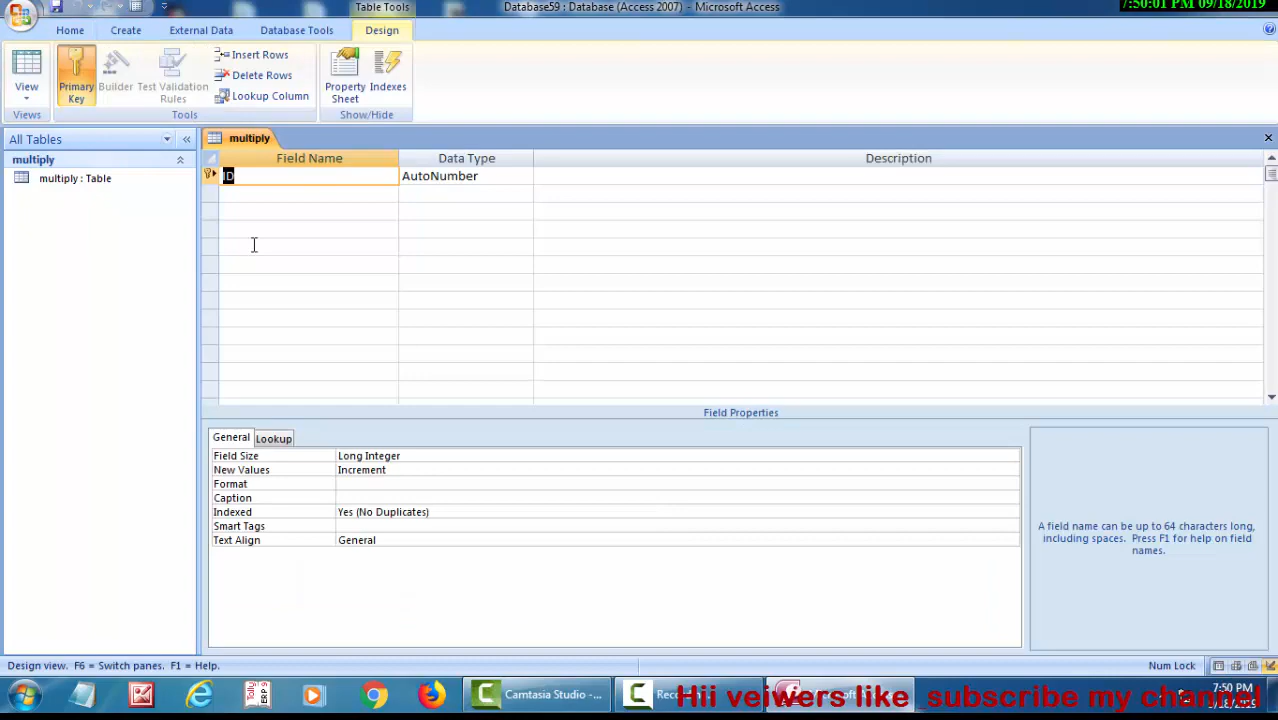 Table Tools
Database59 : Database (Access 2007) - Microsoft Access
7:50:01 PM 09/18/2019
Home
Create
External Data
Database Tools
Design
View
Primary Key
Builder
Test Validation Rules
Insert Rows
Delete Rows
Lookup Column
Property Sheet
Indexes
Views
Tools
Show/Hide
All Tables
multiply
multiply
multiply : Table
Field Name
Data Type
Description
ID
AutoNumber
Field Properties
General
Lookup
Field Size
Long Integer
New Values
Increment
Format
Caption
Indexed
Yes (No Duplicates)
Smart Tags
Text Align
General
A field name can be up to 64 characters long,
including spaces. Press F1 for help on field
names.
Design view. F6 = Switch panes. F1 = Help.
Num Lock
Camtasia Studio - ...
Hii veiwers like subscribe my channel
7:50 PM